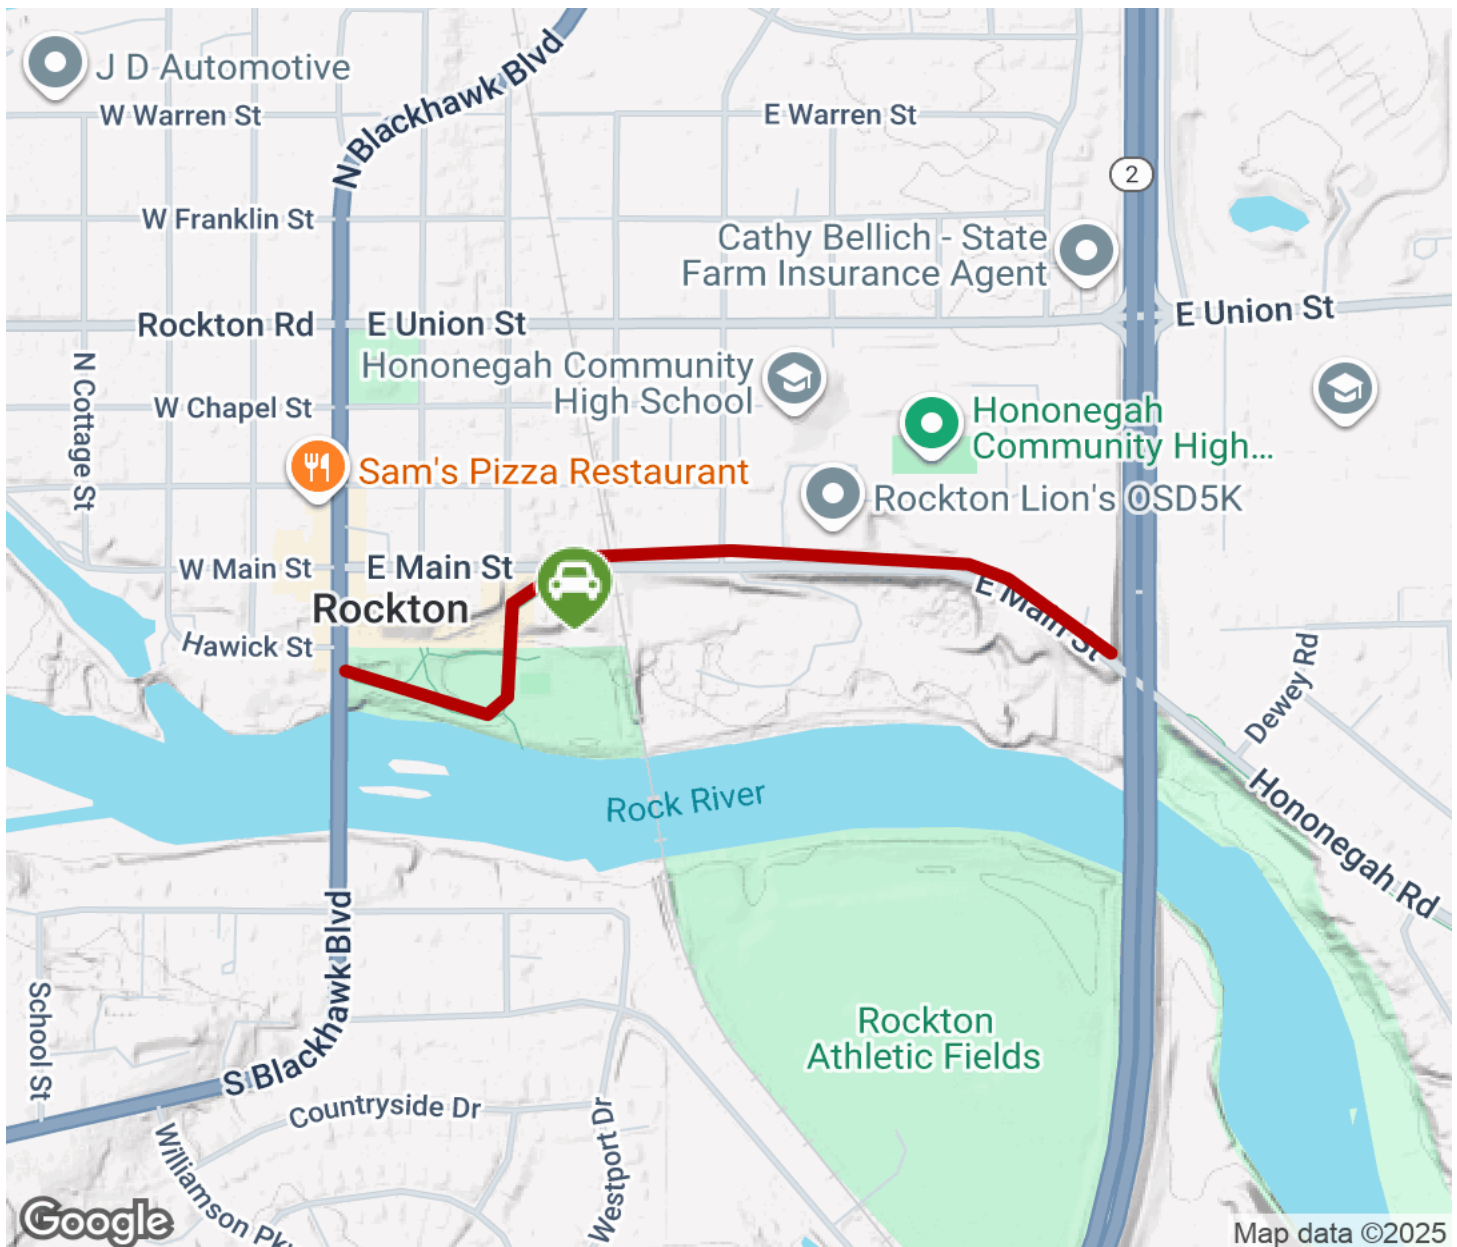 J D Automotive
W Warren St
N Blackhawk Blvd
E Warren St
2
W Franklin St
Cathy Bellich - State
Farm Insurance Agent
Rockton Rd
E Union St
E Union St
N Cottage St
Hononegah Community
High School
W Chapel St
Hononegah
Community High...
Sam's Pizza Restaurant
Rockton Lion's OSD5K
W Main St
E Main St
E Main St
Rockton
Hawick St
Dewey Rd
Rock River
Hononegah Rd
School St
S Blackhawk Blvd
Rockton
Athletic Fields
Countryside Dr
Westport Dr
Williamson Pk
Google
Map data ©2025